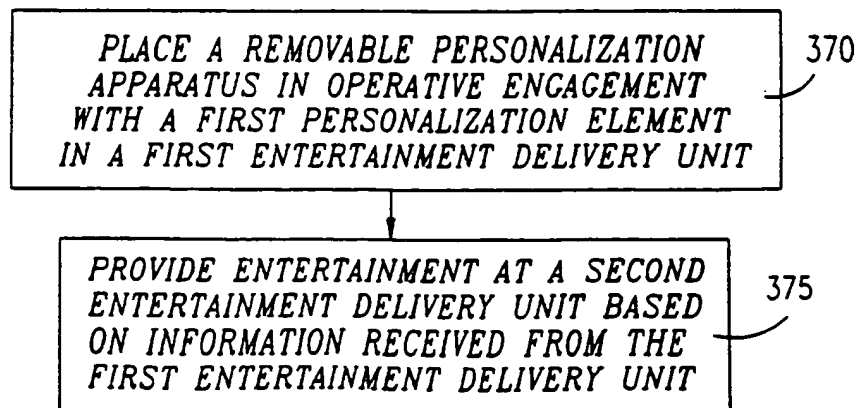 PLACE A REMOVABLE PERSONALIZATION
APPARATUS IN OPERATIVE ENGAGEMENT
WITH A FIRST PERSONALIZATION ELEMENT
IN A FIRST ENTERTAINMENT DELIVERY UNIT
370
PROVIDE ENTERTAINMENT AT A SECOND
ENTERTAINMENT DELIVERY UNIT BASED
ON INFORMATION RECEIVED FROM THE
FIRST ENTERTAINMENT DELIVERY UNIT
375